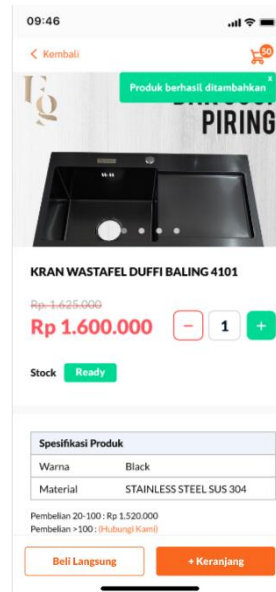 09:46
Kembali
50
Produk berhasil ditambahkan
x
PIRING
KRAN WASTAFEL DUFFI BALING 4101
Rp. 1.625.000
Rp 1.600.000
−
1
+
Stock
Ready
Spesifikasi Produk
Warna Black
Material STAINLESS STEEL SUS 304
Pembelian 20-100 : Rp 1.520.000
Pembelian >100 : (Hubungi Kami)
Beli Langsung
+ Keranjang